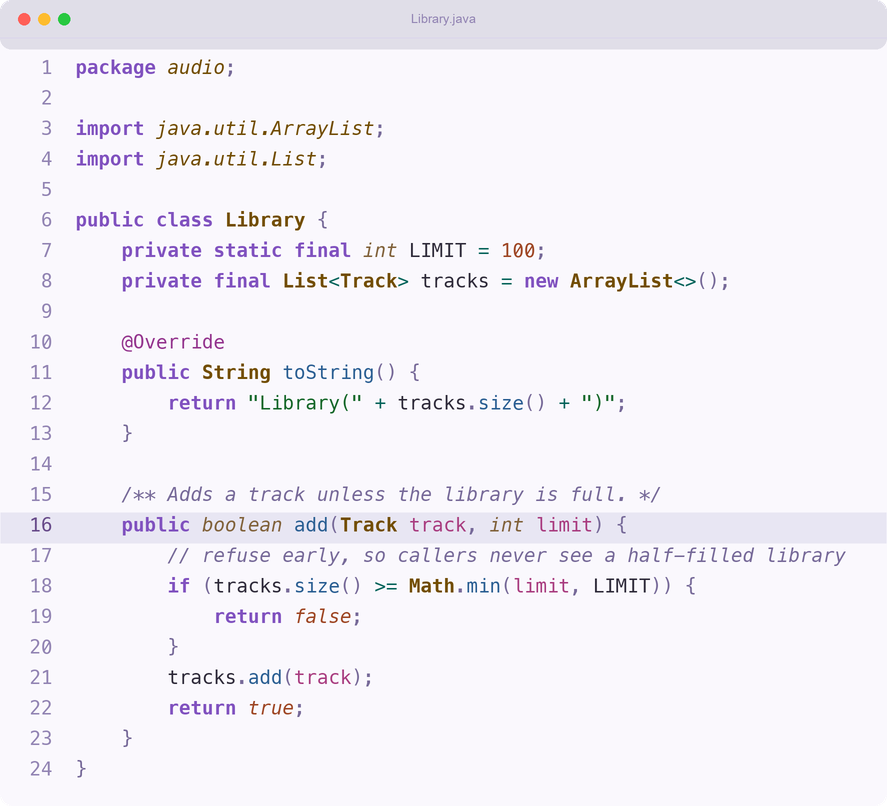 Library.java
1 package audio;
2
3 import java.util.ArrayList;
4 import java.util.List;
5
6 public class Library {
7     private static final int LIMIT = 100;
8     private final List<Track> tracks = new ArrayList<>();
9
10     @Override
11     public String toString() {
12         return "Library(" + tracks.size() + ")";
13     }
14
15     /** Adds a track unless the library is full. */
16     public boolean add(Track track, int limit) {
17         // refuse early, so callers never see a half-filled library
18         if (tracks.size() >= Math.min(limit, LIMIT)) {
19             return false;
20         }
21         tracks.add(track);
22         return true;
23     }
24 }